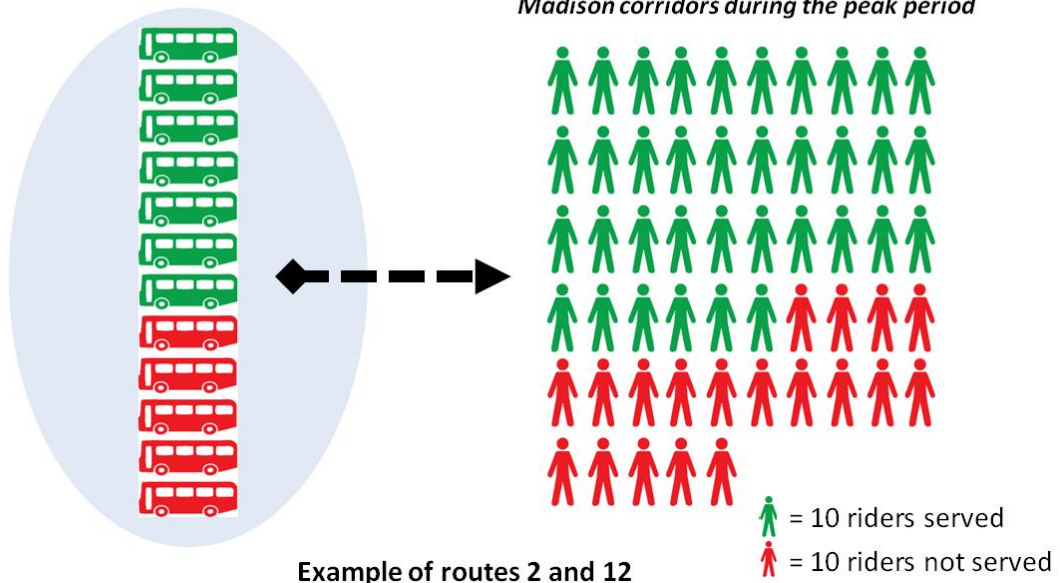 Madison corridors during the peak period
= 10 riders served
= 10 riders not served
Example of routes 2 and 12